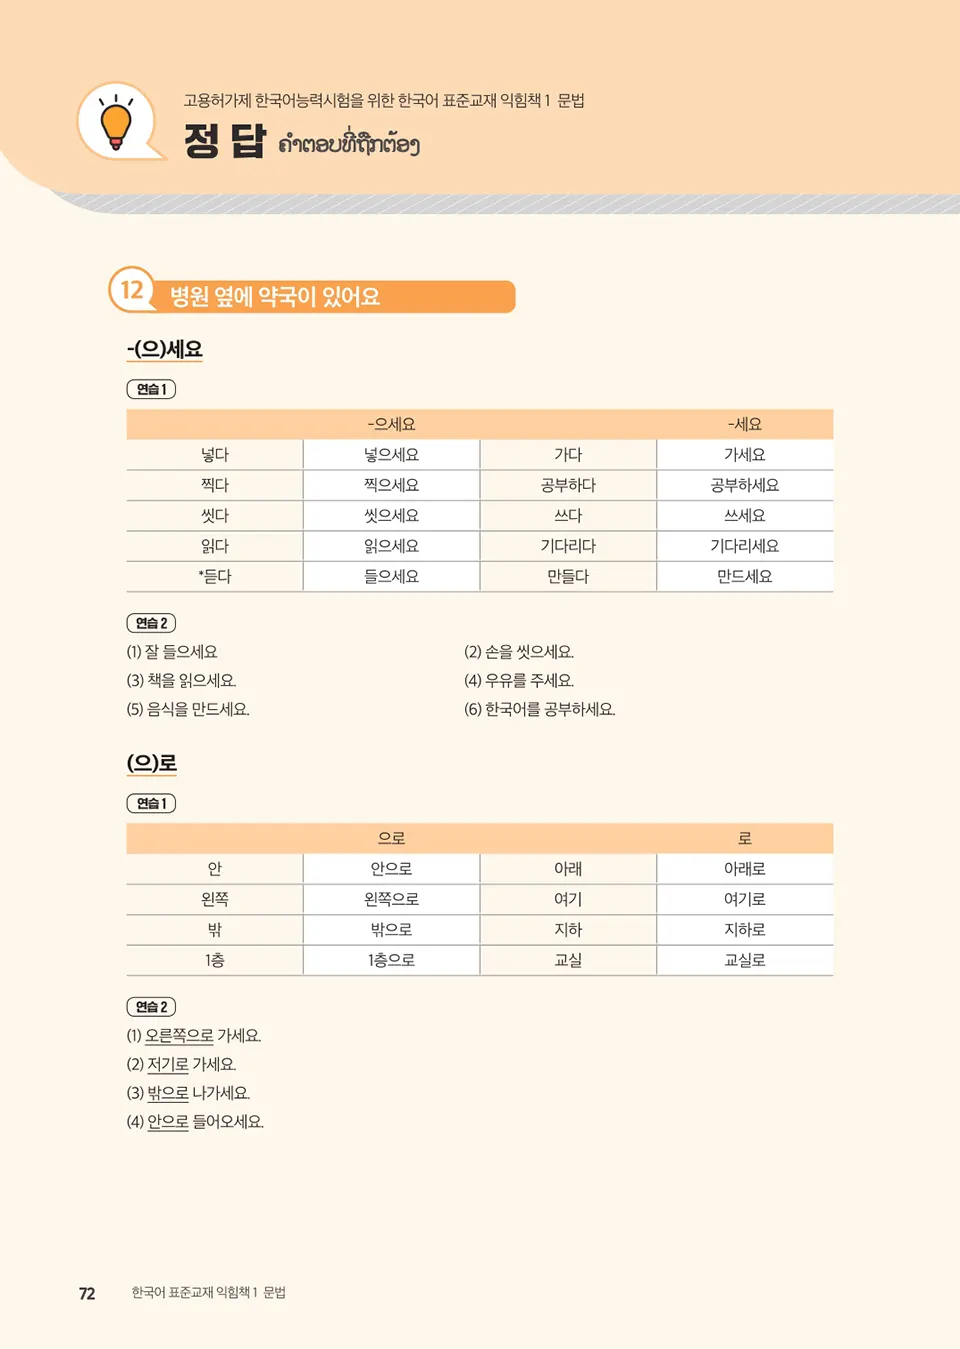 고용허가제 한국어능력시험을 위한 한국어 표준교재 익힘책 1 문법
정 답 ຄຳຕອບທີ່ຖືກຕ້ອງ
12 병원 옆에 약국이 있어요
-(으)세요
연습 1
-으세요 -세요
넣다 넣으세요 가다 가세요
찍다 찍으세요 공부하다 공부하세요
씻다 씻으세요 쓰다 쓰세요
읽다 읽으세요 기다리다 기다리세요
*듣다 들으세요 만들다 만드세요
연습 2
(1) 잘 들으세요 (2) 손을 씻으세요.
(3) 책을 읽으세요. (4) 우유를 주세요.
(5) 음식을 만드세요. (6) 한국어를 공부하세요.
(으)로
연습 1
으로 로
안 안으로 아래 아래로
왼쪽 왼쪽으로 여기 여기로
밖 밖으로 지하 지하로
1층 1층으로 교실 교실로
연습 2
(1) 오른쪽으로 가세요.
(2) 저기로 가세요.
(3) 밖으로 나가세요.
(4) 안으로 들어오세요.
72 한국어 표준교재 익힘책 1 문법